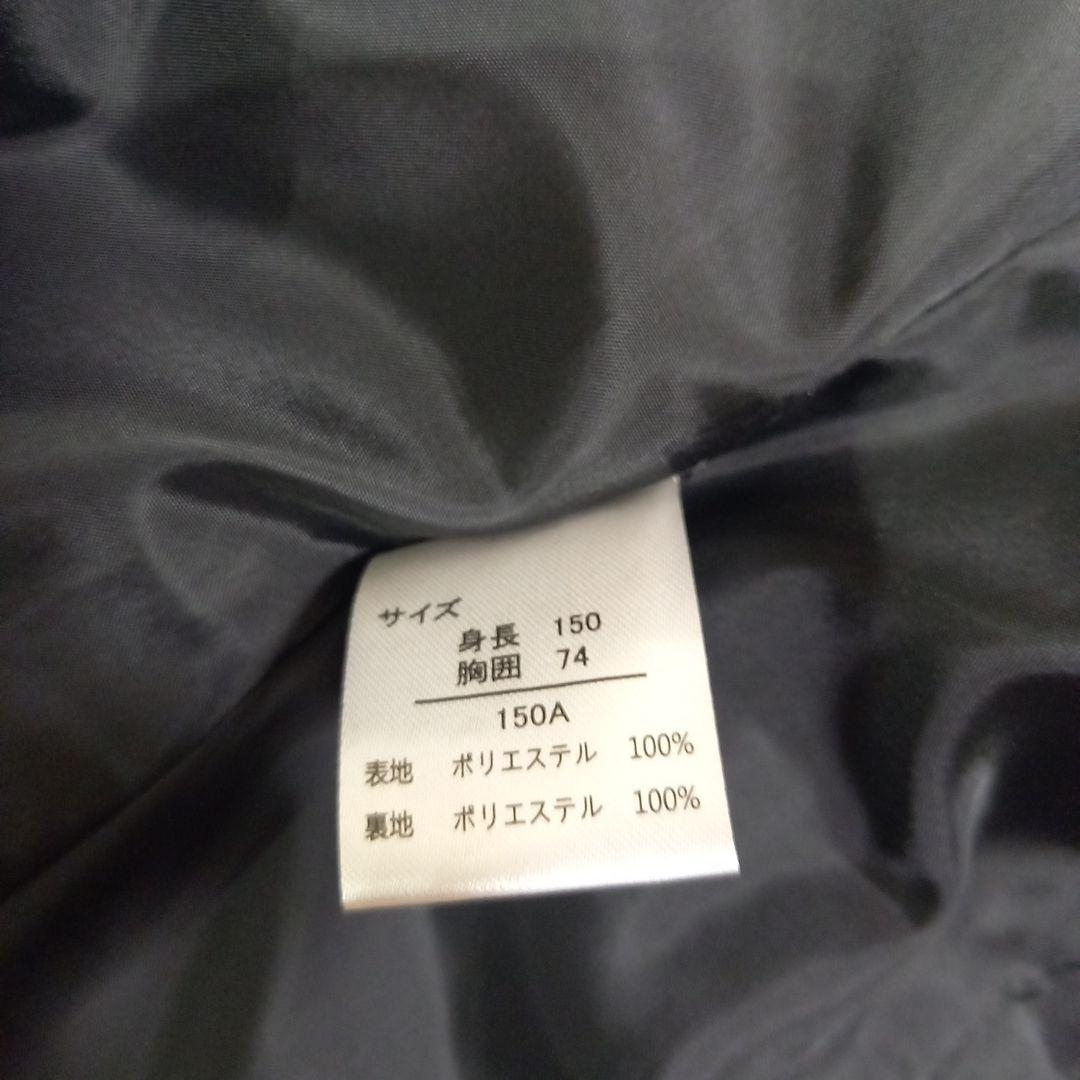 サイズ
身長 150
胸囲 74
150A
表地 ポリエステル 100%
裏地 ポリエステル 100%